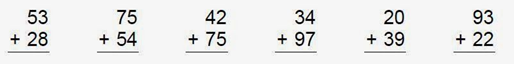 53 75 42 34 20 93
+ 28 + 54 + 75 + 97 + 39 + 22